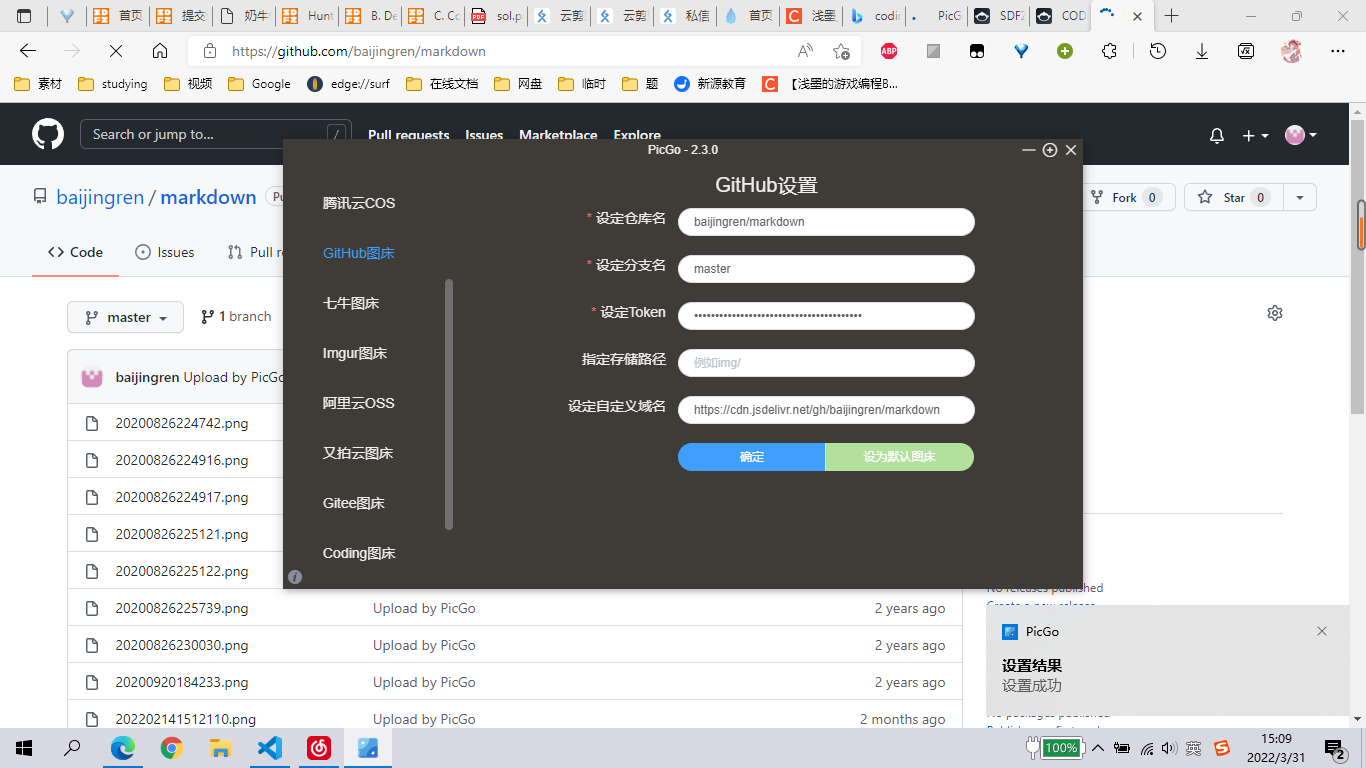 首页
提交
奶牛
Hunt
B. De
C. Co
sol.p
云剪
云剪
私信
首页
浅墨
codin
PicG
SDFZ
COD
https://github.com/baijingren/markdown
素材
studying
视频
Google
edge://surf
在线文档
网盘
临时
题
新源教育
【浅墨的游戏编程B...
Search or jump to...
/
Pull requests
Issues
Marketplace
Explore
baijingren / markdown
Pu
Fork 0
Star 0
Code
Issues
Pull re
master
1 branch
baijingren Upload by PicGo
20200826224742.png
20200826224916.png
20200826224917.png
20200826225121.png
20200826225122.png
20200826225739.png Upload by PicGo 2 years ago
20200826230030.png Upload by PicGo 2 years ago
20200920184233.png Upload by PicGo 2 years ago
202202141512110.png Upload by PicGo 2 months ago
PicGo - 2.3.0
腾讯云COS
GitHub图床
七牛图床
Imgur图床
阿里云OSS
又拍云图床
Gitee图床
Coding图床
GitHub设置
* 设定仓库名 baijingren/markdown
* 设定分支名 master
* 设定Token ••••••••••••••••••••••••••••••••••••••••
指定存储路径 例如img/
设定自定义域名 https://cdn.jsdelivr.net/gh/baijingren/markdown
确定
设为默认图床
No releases published
Create a new release
PicGo
设置结果
设置成功
No packages published
100%
英
15:09
2022/3/31
2